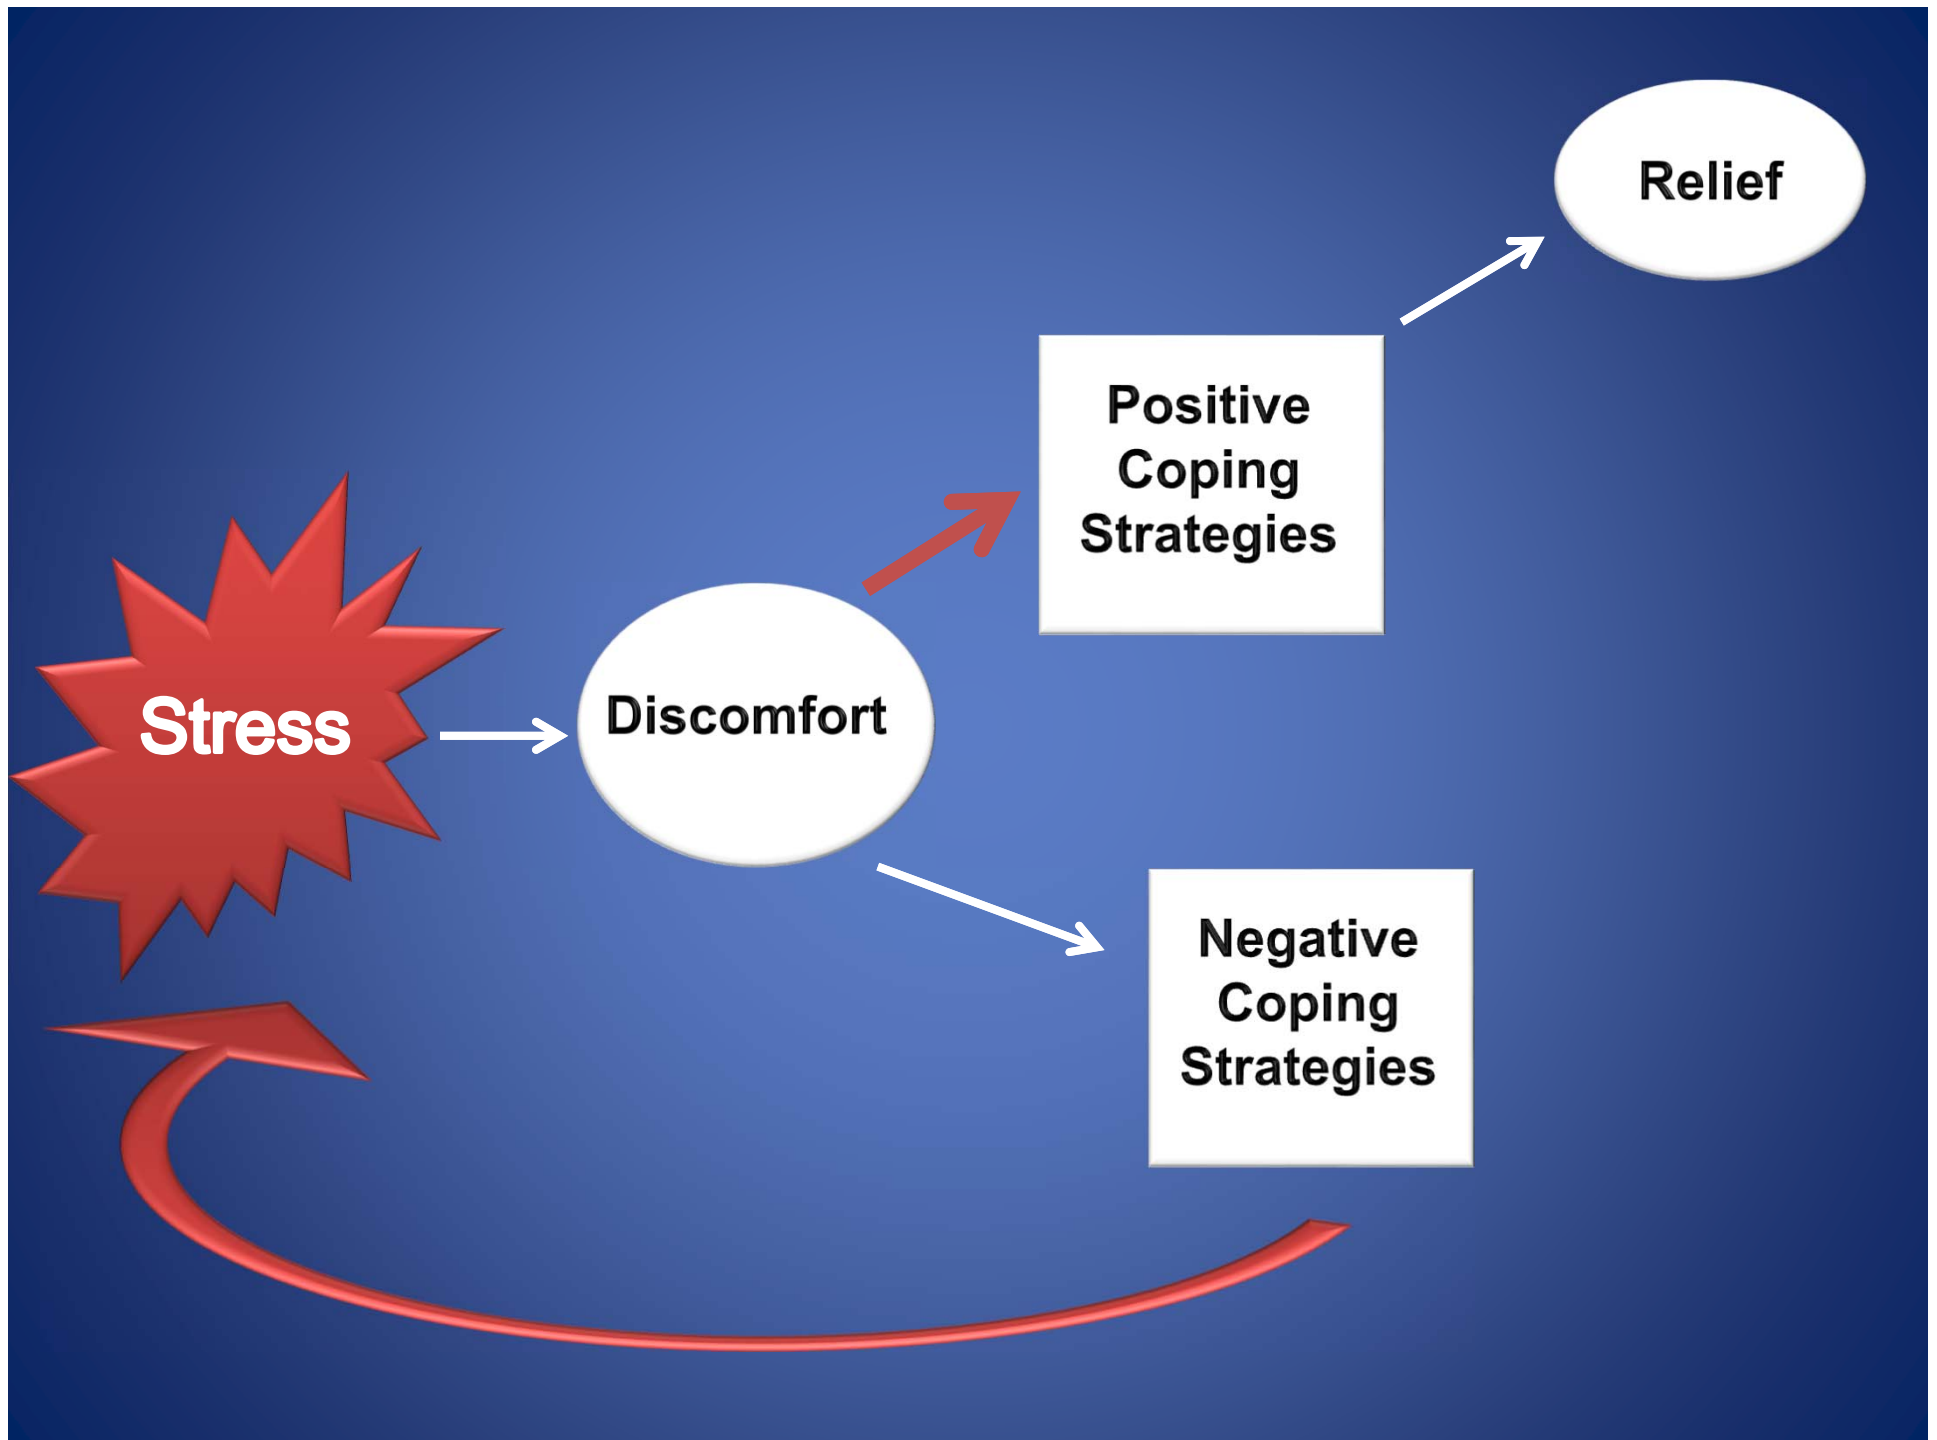 Relief
Positive
Coping
Strategies
Stress
Discomfort
Negative
Coping
Strategies